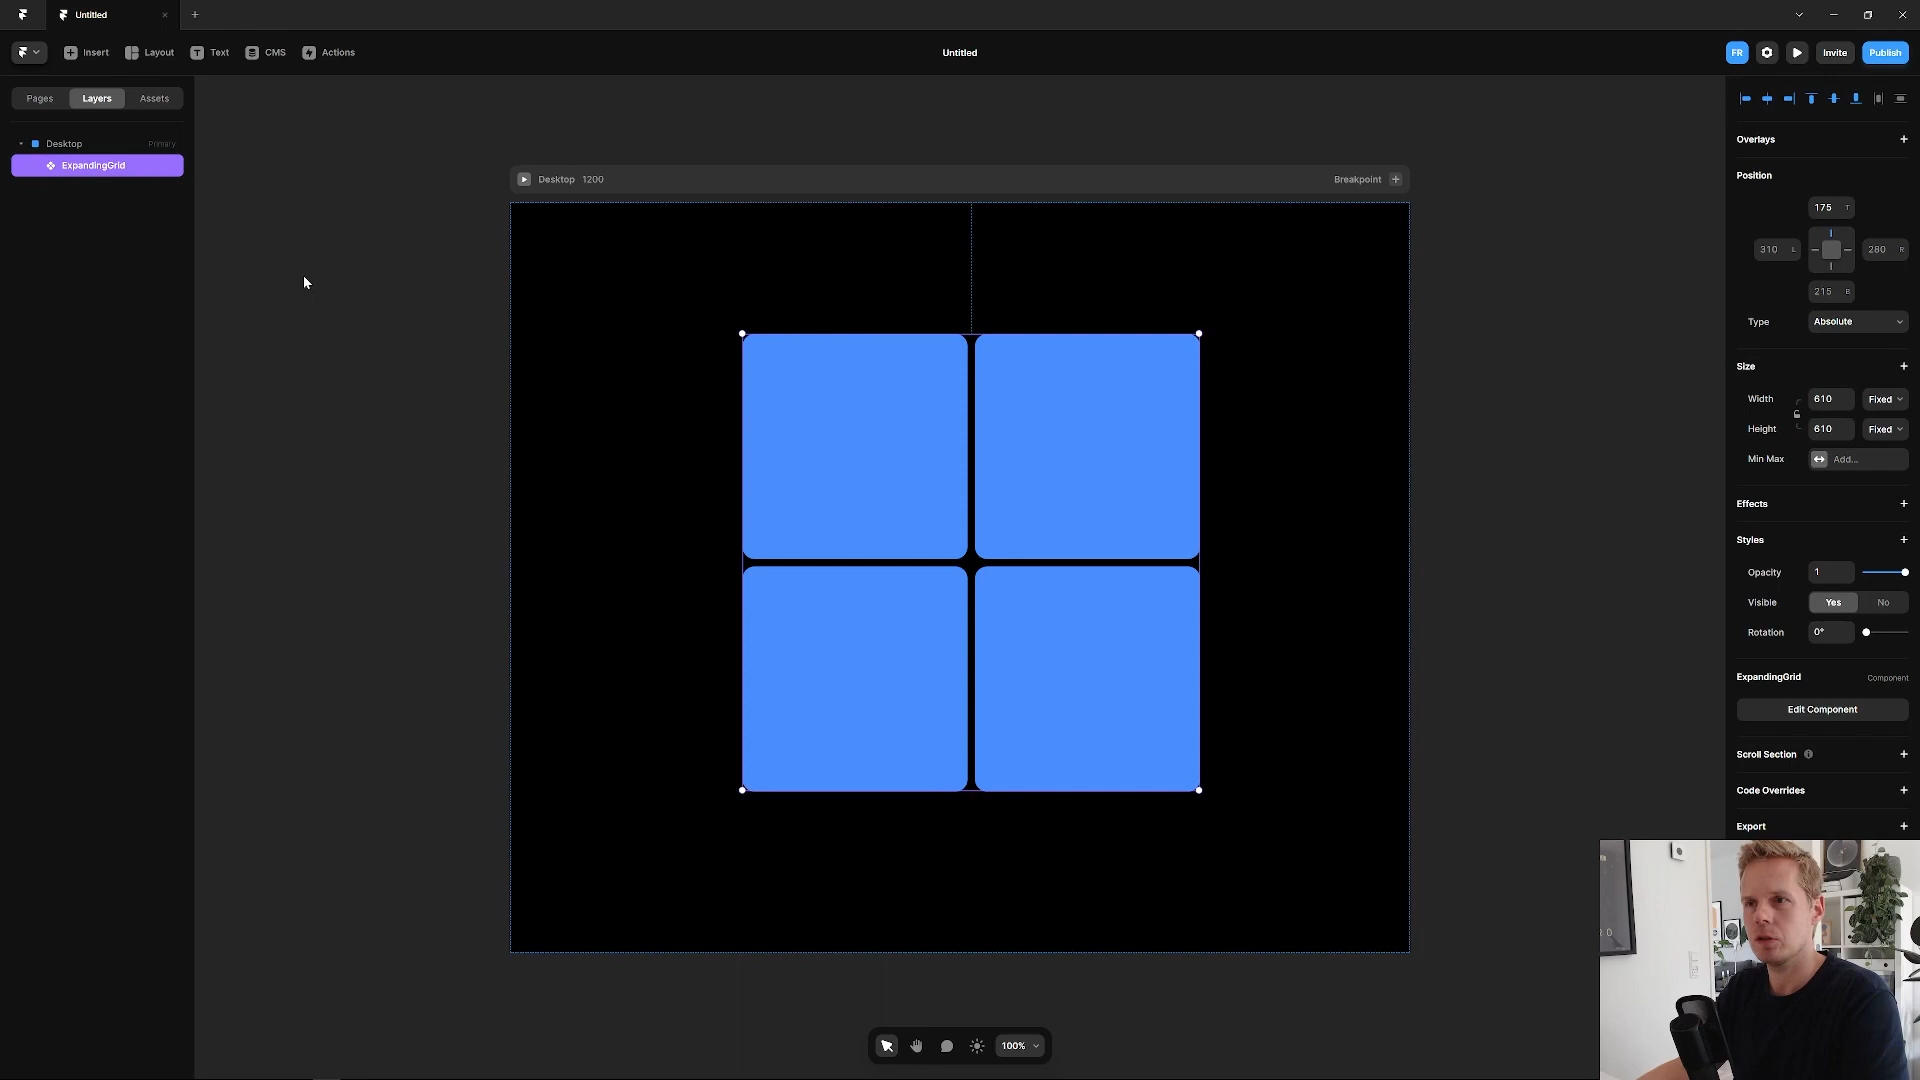 Untitled
Insert
Layout
Text
CMS
Actions
Untitled
FR
Invite
Publish
Pages
Layers
Assets
Desktop
Primary
ExpandingGrid
Desktop 1200
Breakpoint
Overlays
Position
175 T
310 L
280 R
215 B
Type
Absolute
Size
Width
610
Fixed
Height
610
Fixed
Min Max
Add...
Effects
Styles
Opacity
1
Visible
Yes
No
Rotation
0°
ExpandingGrid
Component
Edit Component
Scroll Section
Code Overrides
Export
100%